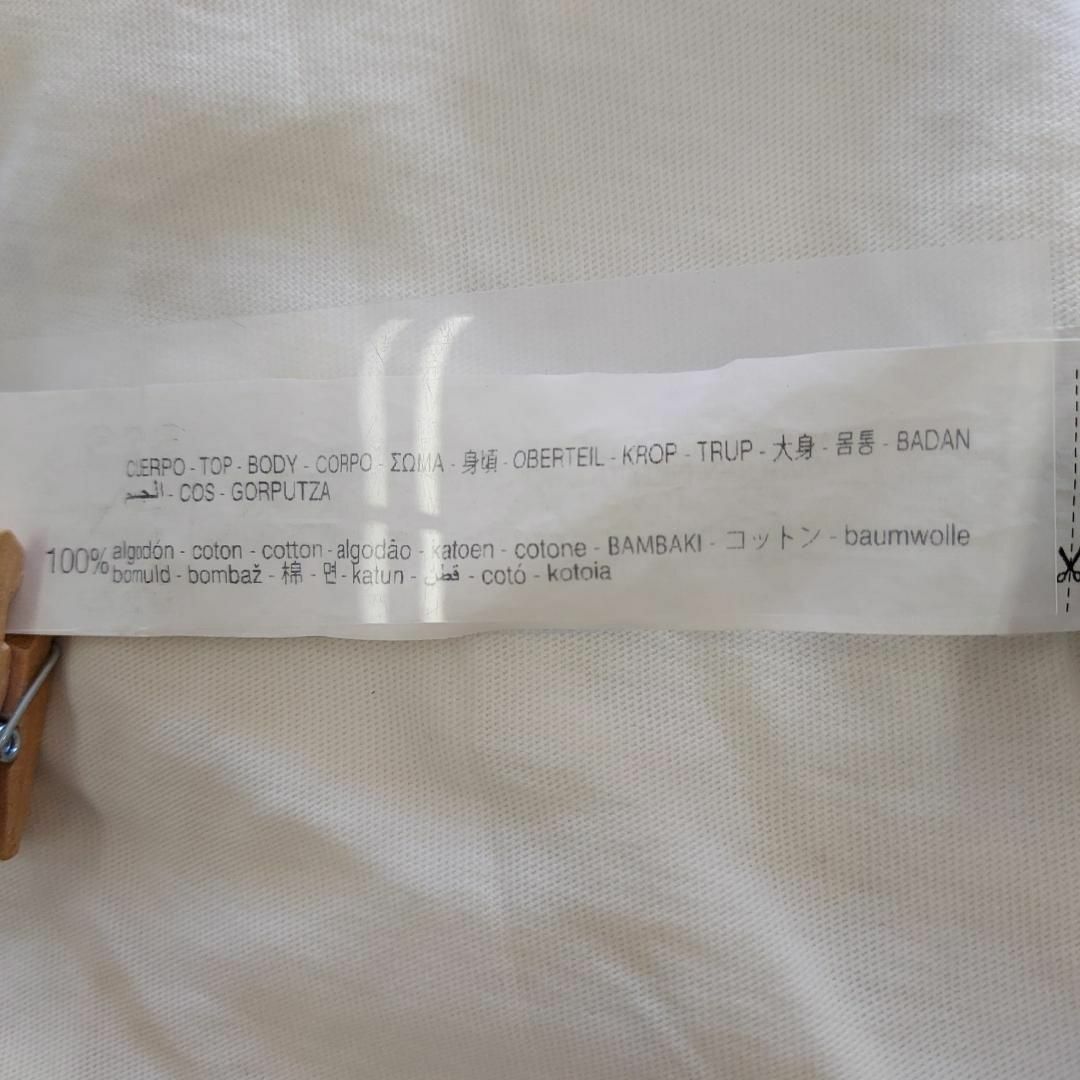 CUERPO - TOP - BODY - CORPO - ΣΩΜΑ - 身頃 - OBERTEIL - KROP - TRUP - 大身 - 몸통 - BADAN
الجسم - COS - GORPUTZA
100% algodón - coton - cotton - algodão - katoen - cotone - BAMBAKI - コットン - baumwolle
bomuld - bombaž - 棉 - 면 - katun - قطن - cotó - kotoia